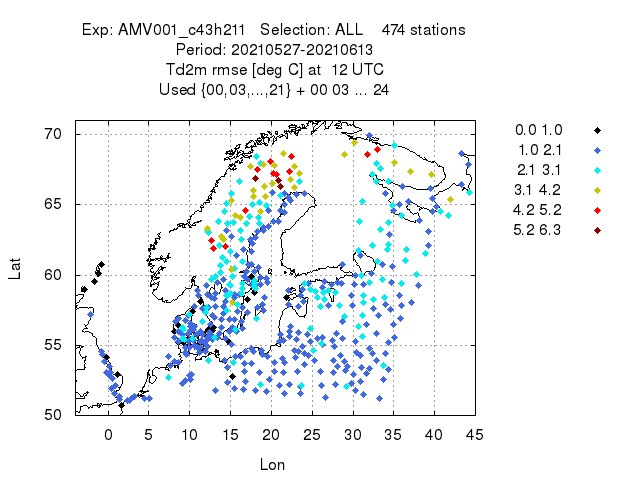 Exp: AMV001_c43h211 Selection: ALL 474 stations
Period: 20210527-20210613
Td2m rmse [deg C] at 12 UTC
Used {00,03,...,21} + 00 03 ... 24
70
65
60
55
50
Lat
0 5 10 15 20 25 30 35 40 45
Lon
0.0 1.0
1.0 2.1
2.1 3.1
3.1 4.2
4.2 5.2
5.2 6.3